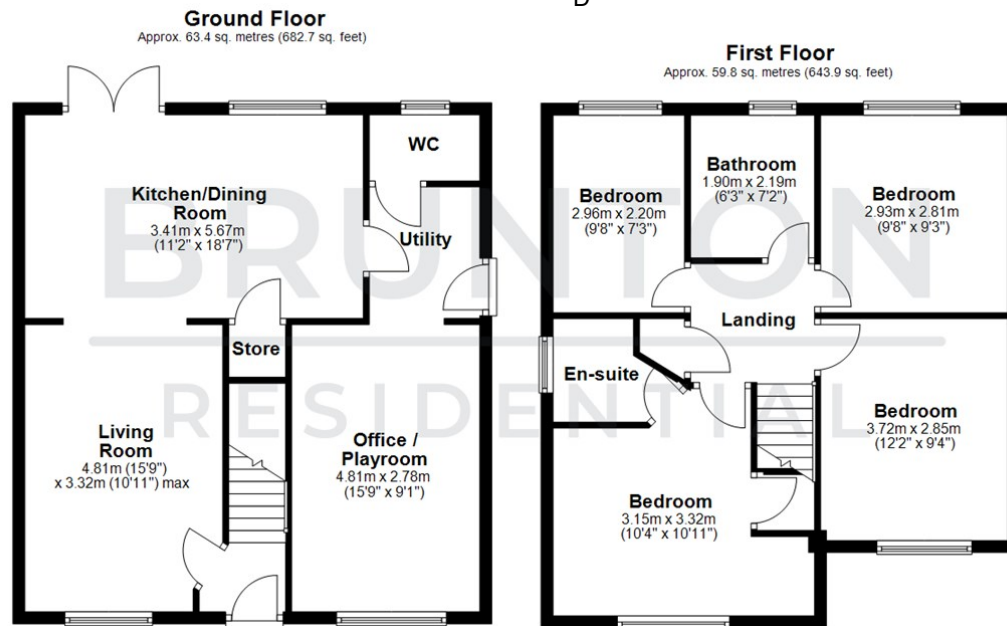 D
Ground Floor
Approx. 63.4 sq. metres (682.7 sq. feet)
First Floor
Approx. 59.8 sq. metres (643.9 sq. feet)
WC
Kitchen/Dining
Room
3.41m x 5.67m
(11'2" x 18'7")
Utility
Store
Living
Room
4.81m (15'9")
x 3.32m (10'11") max
Office /
Playroom
4.81m x 2.78m
(15'9" x 9'1")
Bedroom
2.96m x 2.20m
(9'8" x 7'3")
Bathroom
1.90m x 2.19m
(6'3" x 7'2")
Bedroom
2.93m x 2.81m
(9'8" x 9'3")
Landing
En-suite
Bedroom
3.72m x 2.85m
(12'2" x 9'4")
Bedroom
3.15m x 3.32m
(10'4" x 10'11")
BRUNTON
RESIDENTIAL